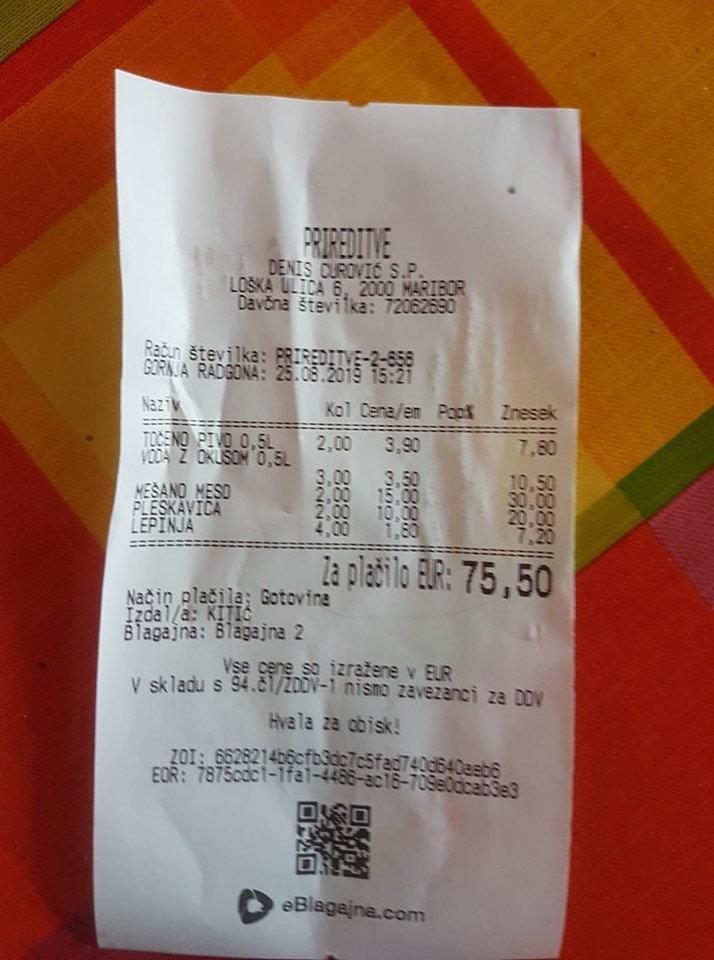 PRIREDITVE
DENIS CUROVIĆ S.P.
LOŠKA ULICA 6, 2000 MARIBOR
Davčna številka: 72062690
Račun številka: PRIREDITVE-2-656
GORNJA RADGONA: 25.08.2019 15:21
Naziv Kol Cena/em Pop% Znesek
TOČENO PIVO 0,5L 2,00 3,90 7,80
VODA Z OKUSOM 0,5L
3,00 3,50 10,50
MEŠANO MESO 2,00 15,00 30,00
PLESKAVICA 2,00 10,00 20,00
LEPINJA 4,00 1,80 7,20
Za plačilo EUR: 75,50
Način plačila: Gotovina
Izdal/a: KITIĆ
Blagajna: Blagajna 2
Vse cene so izražene v EUR
V skladu s 94.čl/ZDDV-1 nismo zavezanci za DDV
Hvala za obisk!
ZOI: 6628214b6cfb3dc7c5fad740d640aeb6
EOR: 7875cdc1-1fa1-4486-ac16-709e0dcab3e3
eBlagajna.com